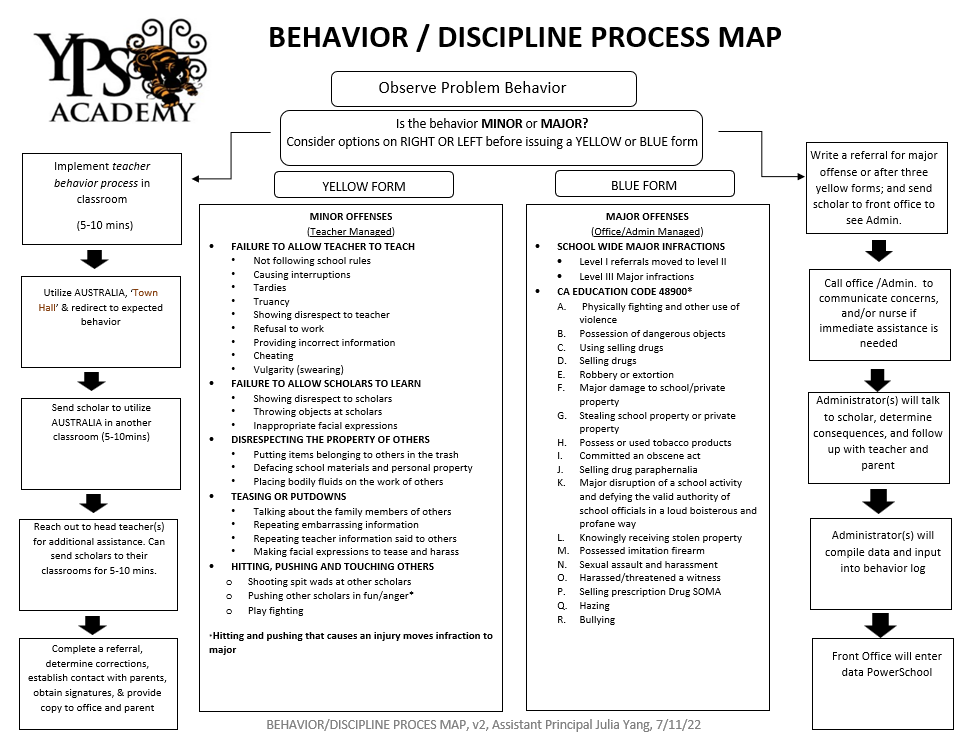 YPS
ACADEMY
BEHAVIOR / DISCIPLINE PROCESS MAP
Observe Problem Behavior
Is the behavior MINOR or MAJOR?
Consider options on RIGHT OR LEFT before issuing a YELLOW or BLUE form
Implement teacher
behavior process in
classroom
(5-10 mins)
Utilize AUSTRALIA, ‘Town
Hall’ & redirect to expected
behavior
Send scholar to utilize
AUSTRALIA in another
classroom (5-10mins)
Reach out to head teacher(s)
for additional assistance. Can
send scholars to their
classrooms for 5-10 mins.
Complete a referral,
determine corrections,
establish contact with parents,
obtain signatures, & provide
copy to office and parent
YELLOW FORM
MINOR OFFENSES
(Teacher Managed)
• FAILURE TO ALLOW TEACHER TO TEACH
• Not following school rules
• Causing interruptions
• Tardies
• Truancy
• Showing disrespect to teacher
• Refusal to work
• Providing incorrect information
• Cheating
• Vulgarity (swearing)
• FAILURE TO ALLOW SCHOLARS TO LEARN
• Showing disrespect to scholars
• Throwing objects at scholars
• Inappropriate facial expressions
• DISRESPECTING THE PROPERTY OF OTHERS
• Putting items belonging to others in the trash
• Defacing school materials and personal property
• Placing bodily fluids on the work of others
• TEASING OR PUTDOWNS
• Talking about the family members of others
• Repeating embarrassing information
• Repeating teacher information said to others
• Making facial expressions to tease and harass
• HITTING, PUSHING AND TOUCHING OTHERS
o Shooting spit wads at other scholars
o Pushing other scholars in fun/anger*
o Play fighting
*Hitting and pushing that causes an injury moves infraction to
major
BLUE FORM
MAJOR OFFENSES
(Office/Admin Managed)
• SCHOOL WIDE MAJOR INFRACTIONS
• Level I referrals moved to level II
• Level III Major infractions
• CA EDUCATION CODE 48900*
A. Physically fighting and other use of
violence
B. Possession of dangerous objects
C. Using selling drugs
D. Selling drugs
E. Robbery or extortion
F. Major damage to school/private
property
G. Stealing school property or private
property
H. Possess or used tobacco products
I. Committed an obscene act
J. Selling drug paraphernalia
K. Major disruption of a school activity
and defying the valid authority of
school officials in a loud boisterous and
profane way
L. Knowingly receiving stolen property
M. Possessed imitation firearm
N. Sexual assault and harassment
O. Harassed/threatened a witness
P. Selling prescription Drug SOMA
Q. Hazing
R. Bullying
Write a referral for major
offense or after three
yellow forms; and send
scholar to front office to
see Admin.
Call office /Admin. to
communicate concerns,
and/or nurse if
immediate assistance is
needed
Administrator(s) will talk
to scholar, determine
consequences, and follow
up with teacher and
parent
Administrator(s) will
compile data and input
into behavior log
Front Office will enter
data PowerSchool
BEHAVIOR/DISCIPLINE PROCES MAP, v2, Assistant Principal Julia Yang, 7/11/22